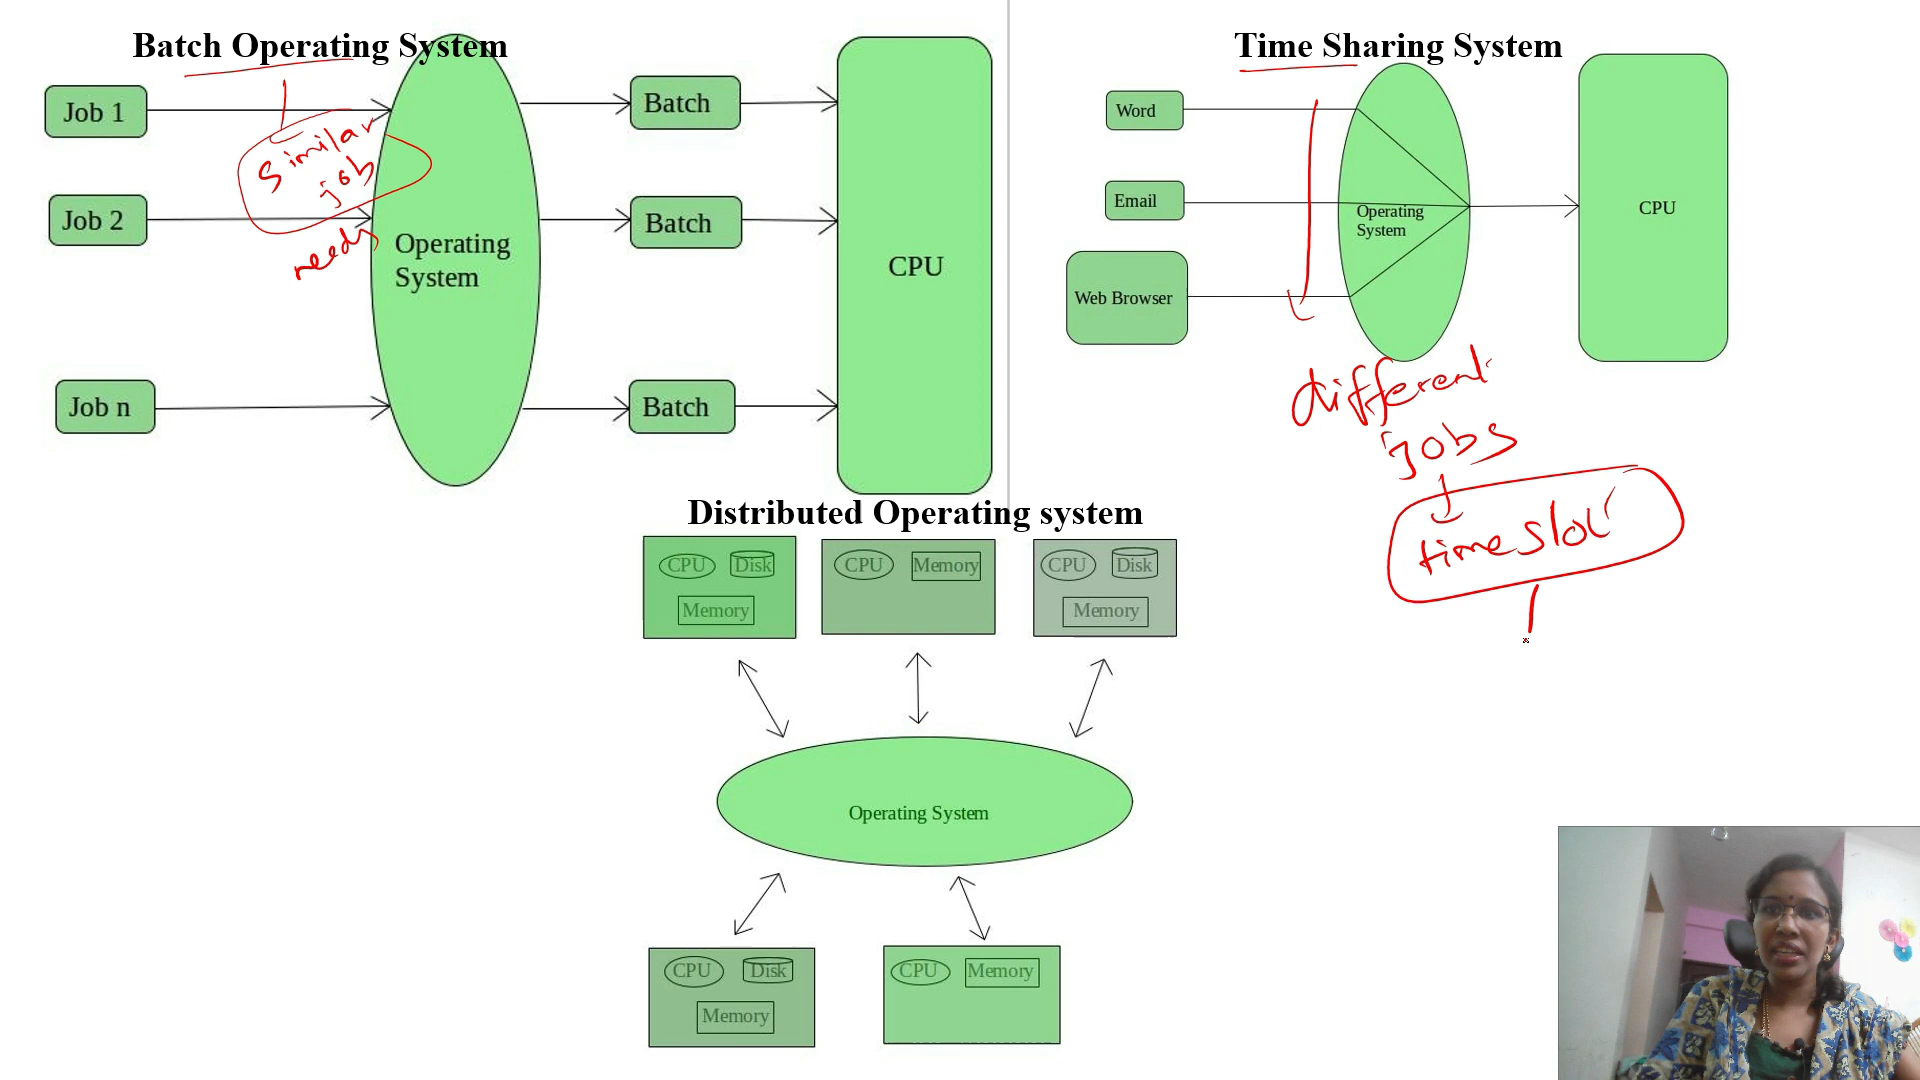 Batch Operating System
Job 1
Job 2
Job n
similar
job
needs
Operating
System
Batch
Batch
Batch
CPU
Time Sharing System
Word
Email
Web Browser
Operating
System
CPU
different
jobs
time slot
Distributed Operating system
CPU
Disk
Memory
CPU
Memory
CPU
Disk
Memory
Operating System
CPU
Disk
Memory
CPU
Memory